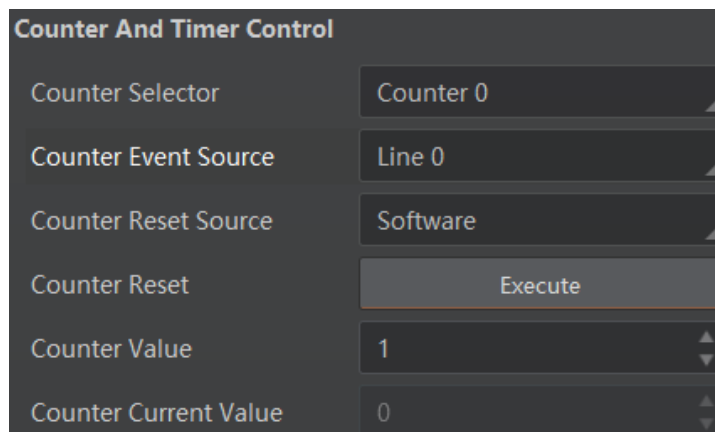 Counter And Timer Control
Counter Selector Counter 0
Counter Event Source Line 0
Counter Reset Source Software
Counter Reset Execute
Counter Value 1
Counter Current Value 0